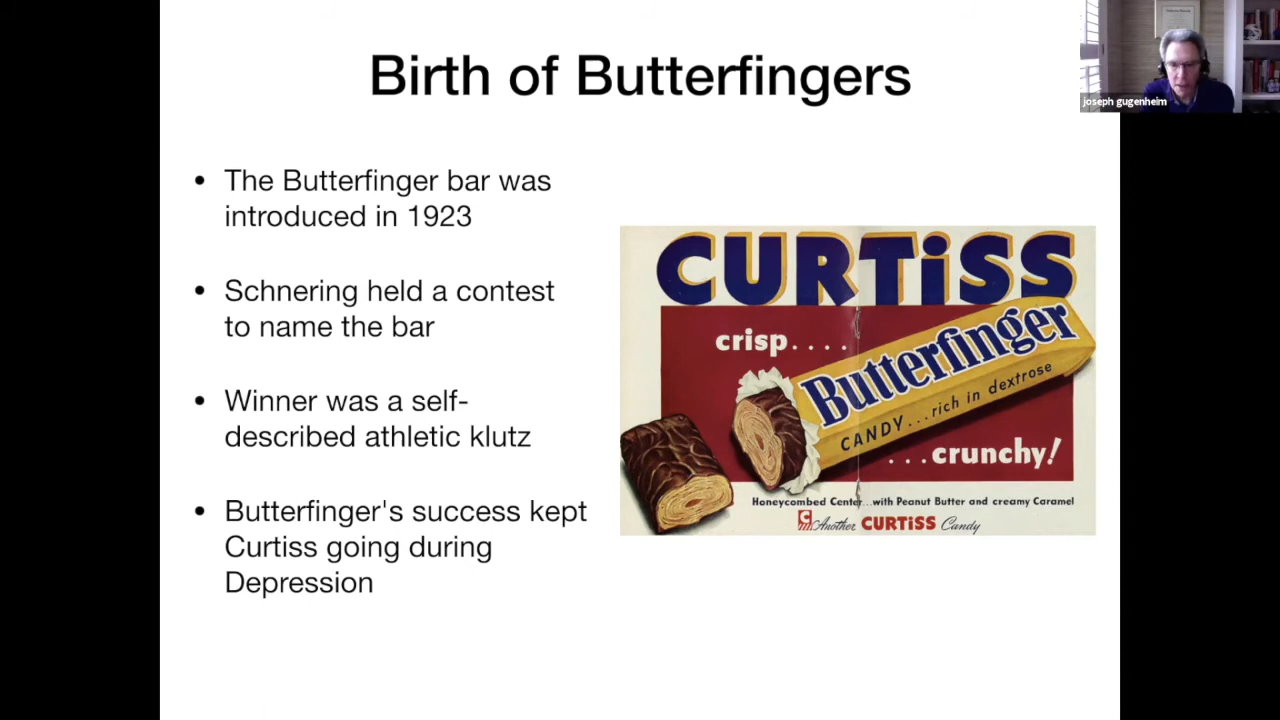 Birth of Butterfingers
joseph gugenheim
• The Butterfinger bar was
introduced in 1923
• Schnering held a contest
to name the bar
• Winner was a self-
described athletic klutz
• Butterfinger's success kept
Curtiss going during
Depression
CURTiSS
crisp....
Butterfinger
CANDY...rich in dextrose
...crunchy!
Honeycombed Center...with Peanut Butter and creamy Caramel
C
Another CURTiSS Candy